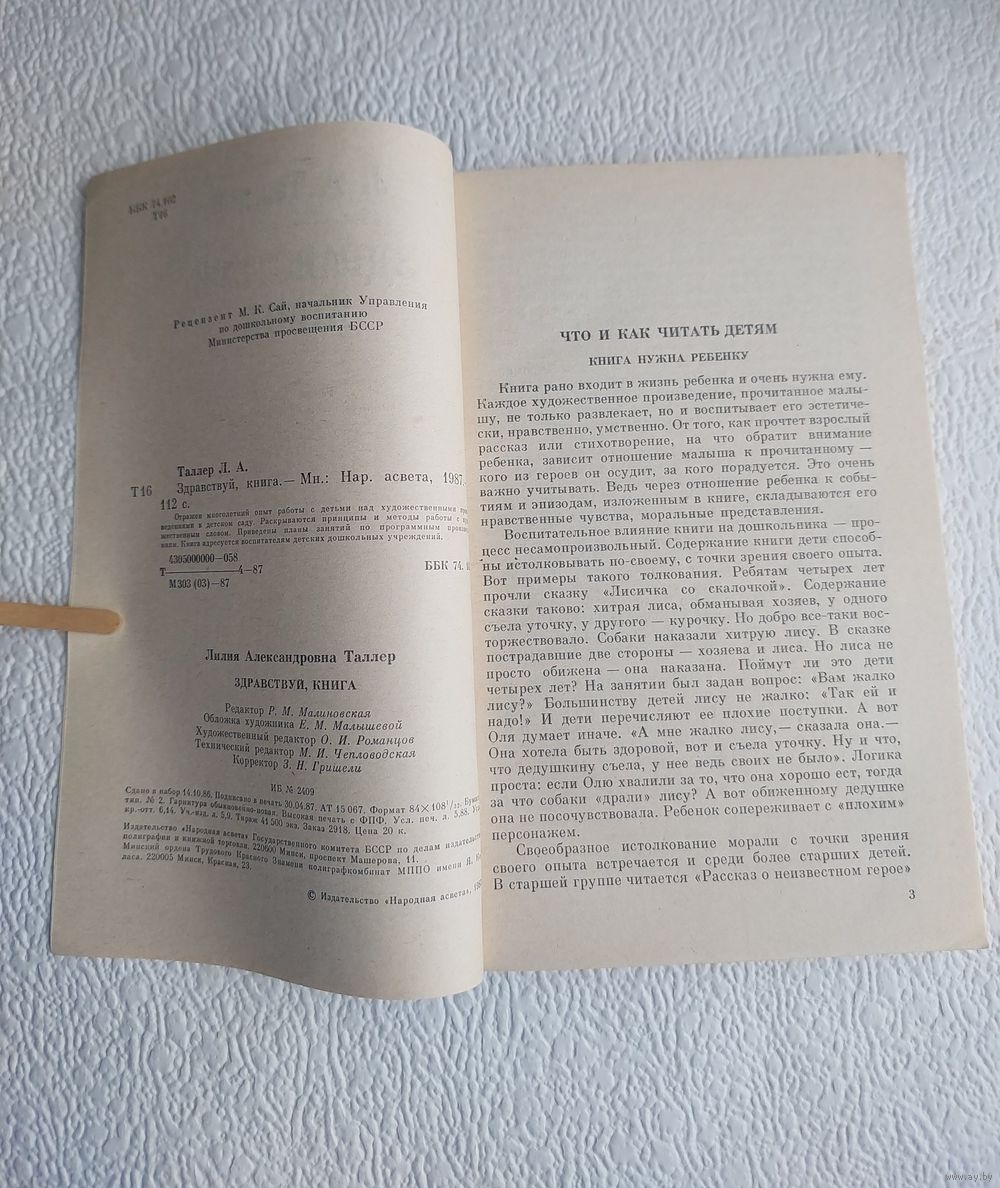 ББК 74.102
Т16
Рецензент М. К. Сай, начальник Управления
по дошкольному воспитанию
Министерства просвещения БССР
Таллер Л. А.
Т16 Здравствуй, книга.— Мн.: Нар. асвета, 1987.
112 с.
Отражен многолетний опыт работы с детьми над художественными
ведениями в детском саду. Раскрываются принципы и методы работы с
жественным словом. Приведены планы занятий по программным
Книга адресуется воспитателям детских дошкольных учреждений.
4305000000—058
Т————4—87
М303 (03)—87
ББК 74.
Лилия Александровна Таллер
ЗДРАВСТВУЙ, КНИГА
Редактор Р. М. Малиновская
Обложка художника Е. М. Малышевой
Художественный редактор О. И. Романцов
Технический редактор М. И. Чепловодская
Корректор З. Н. Гришели
ИБ № 2409
Сдано в набор 14.10.86. Подписано в печать 30.04.87. АТ 15 067. Формат 84×108¹/₃₂.
тип. № 2. Гарнитура обыкновенно-новая. Высокая печать с ФПФ. Усл. печ. л. 5,88.
кр.-отт. 6,14. Уч.-изд. л. 5,9. Тираж 41 500 экз. Заказ 2918. Цена 20 к.
Издательство «Народная асвета» Государственного комитета БССР по делам
полиграфии и книжной торговли. 220600 Минск, проспект Машерова, 11.
Минский ордена Трудового Красного Знамени полиграфкомбинат МППО имени Я.
ласа. 220005 Минск, Красная, 23.
© Издательство «Народная асвета»,
ЧТО И КАК ЧИТАТЬ ДЕТЯМ
КНИГА НУЖНА РЕБЕНКУ
Книга рано входит в жизнь ребенка и очень нужна ему.
Каждое художественное произведение, прочитанное малы-
шу, не только развлекает, но и воспитывает его эстетиче-
ски, нравственно, умственно. От того, как прочтет взрослый
рассказ или стихотворение, на что обратит внимание
ребенка, зависит отношение малыша к прочитанному —
кого из героев он осудит, за кого порадуется. Это очень
важно учитывать. Ведь через отношение ребенка к собы-
тиям и эпизодам, изложенным в книге, складываются его
нравственные чувства, моральные представления.
Воспитательное влияние книги на дошкольника — про-
цесс несамопроизвольный. Содержание книги дети способ-
ны истолковывать по-своему, с точки зрения своего опыта.
Вот примеры такого толкования. Ребятам четырех лет
прочли сказку «Лисичка со скалочкой». Содержание
сказки таково: хитрая лиса, обманывая хозяев, у одного
съела уточку, у другого — курочку. Но добро все-таки вос-
торжествовало. Собаки наказали хитрую лису. В сказке
пострадавшие две стороны — хозяева и лиса. Но лиса не
просто обижена — она наказана. Поймут ли это дети
четырех лет? На занятии был задан вопрос: «Вам жалко
лису?» Большинству детей лису не жалко: «Так ей и
надо!» И дети перечисляют ее плохие поступки. А вот
Оля думает иначе. «А мне жалко лису,— сказала она.—
Она хотела быть здоровой, вот и съела уточку. Ну и что,
что дедушкину съела, у нее ведь своих не было». Логика
проста: если Олю хвалили за то, что она хорошо ест, тогда
за что собаки «драли» лису? А вот обиженному дедушке
она не посочувствовала. Ребенок сопереживает с «плохим»
персонажем.
Своеобразное истолкование морали с точки зрения
своего опыта встречается и среди более старших детей.
В старшей группе читается «Рассказ о неизвестном герое»
3
www.ay.by